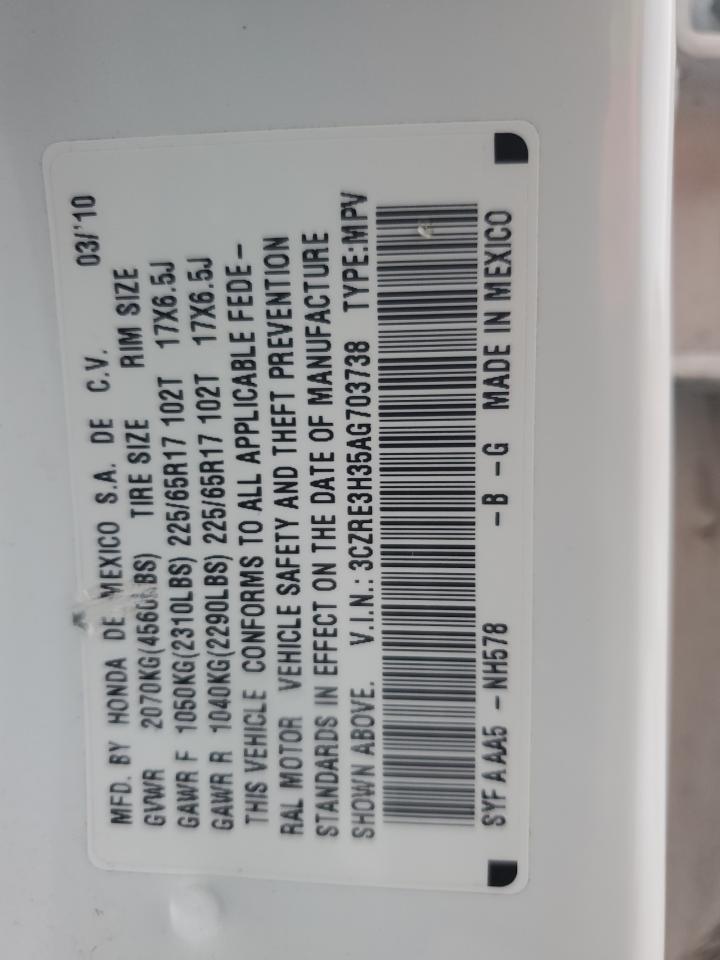 MFD. BY HONDA DE MEXICO S.A. DE C.V. 03/'10
GVWR 2070KG(4560LBS) TIRE SIZE RIM SIZE
GAWR F 1050KG(2310LBS) 225/65R17 102T 17X6.5J
GAWR R 1040KG(2290LBS) 225/65R17 102T 17X6.5J
THIS VEHICLE CONFORMS TO ALL APPLICABLE FEDE-
RAL MOTOR VEHICLE SAFETY AND THEFT PREVENTION
STANDARDS IN EFFECT ON THE DATE OF MANUFACTURE
SHOWN ABOVE. V.I.N.: 3CZRE3H35AG703738 TYPE:MPV
SYF A AA5 - NH578 -B -G MADE IN MEXICO